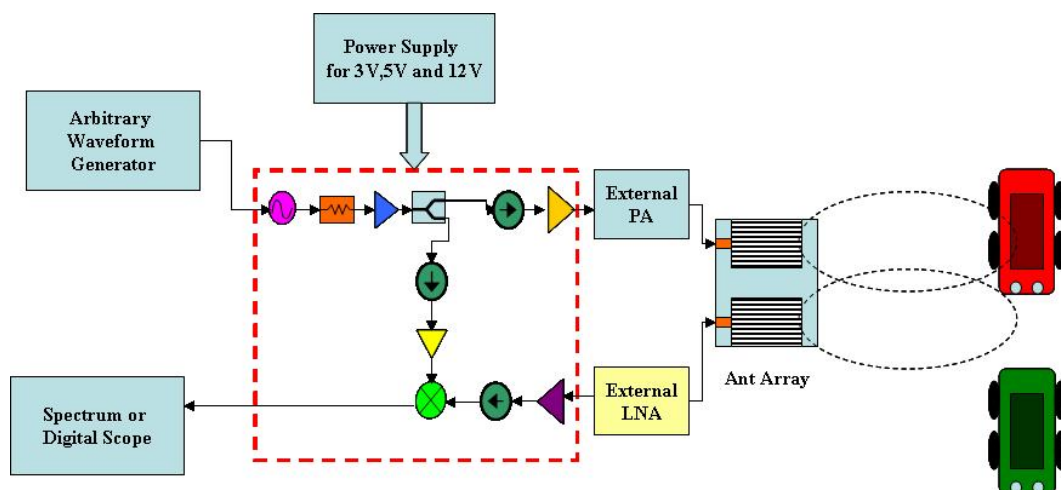 Power Supply
for 3V,5V and 12V
Arbitrary
Waveform
Generator
External
PA
Ant Array
External
LNA
Spectrum or
Digital Scope